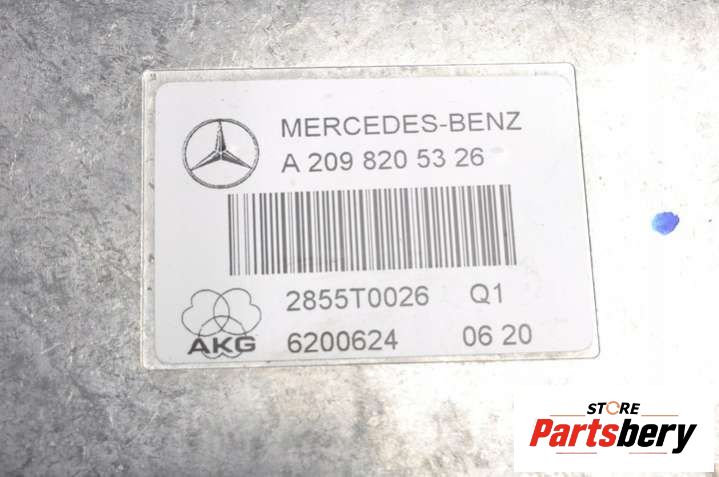 MERCEDES-BENZ
A 209 820 53 26
2855T0026 Q1
AKG 6200624 06 20
STORE
Partsbery